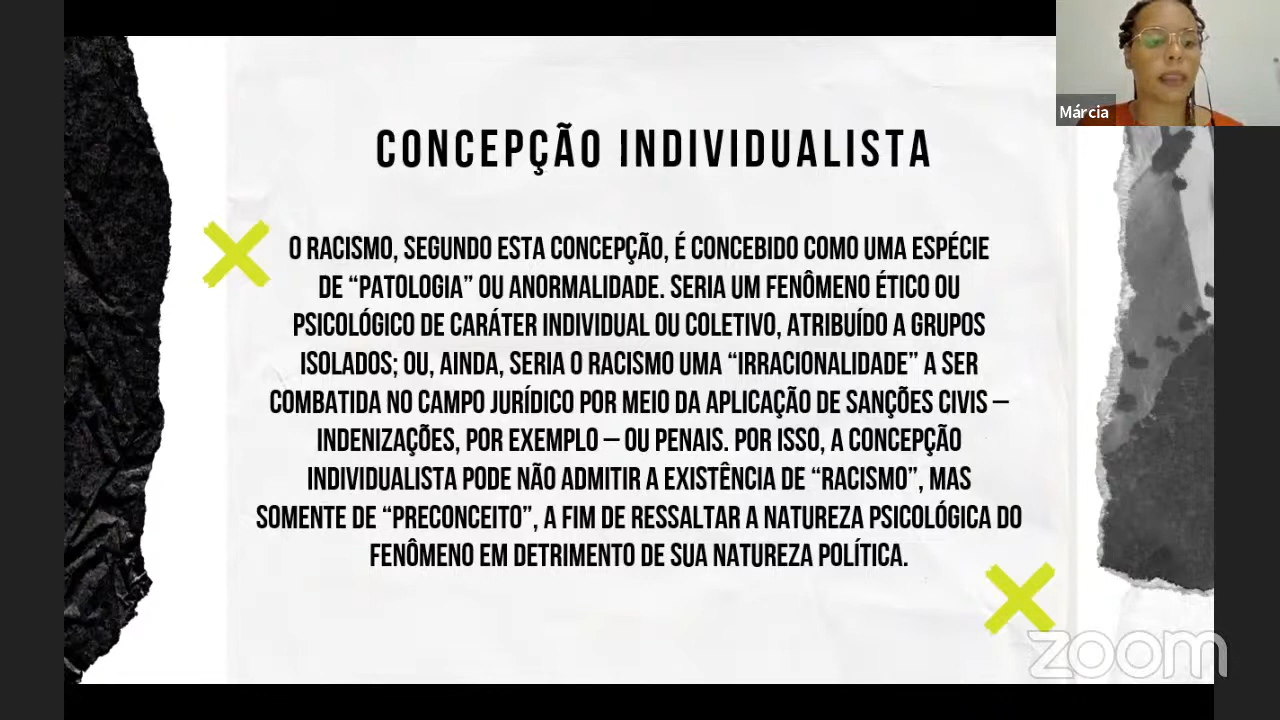 Márcia
CONCEPÇÃO INDIVIDUALISTA
O RACISMO, SEGUNDO ESTA CONCEPÇÃO, É CONCEBIDO COMO UMA ESPÉCIE
DE “PATOLOGIA” OU ANORMALIDADE. SERIA UM FENÔMENO ÉTICO OU
PSICOLÓGICO DE CARÁTER INDIVIDUAL OU COLETIVO, ATRIBUÍDO A GRUPOS
ISOLADOS; OU, AINDA, SERIA O RACISMO UMA “IRRACIONALIDADE” A SER
COMBATIDA NO CAMPO JURÍDICO POR MEIO DA APLICAÇÃO DE SANÇÕES CIVIS –
INDENIZAÇÕES, POR EXEMPLO – OU PENAIS. POR ISSO, A CONCEPÇÃO
INDIVIDUALISTA PODE NÃO ADMITIR A EXISTÊNCIA DE “RACISMO”, MAS
SOMENTE DE “PRECONCEITO”, A FIM DE RESSALTAR A NATUREZA PSICOLÓGICA DO
FENÔMENO EM DETRIMENTO DE SUA NATUREZA POLÍTICA.
zoom